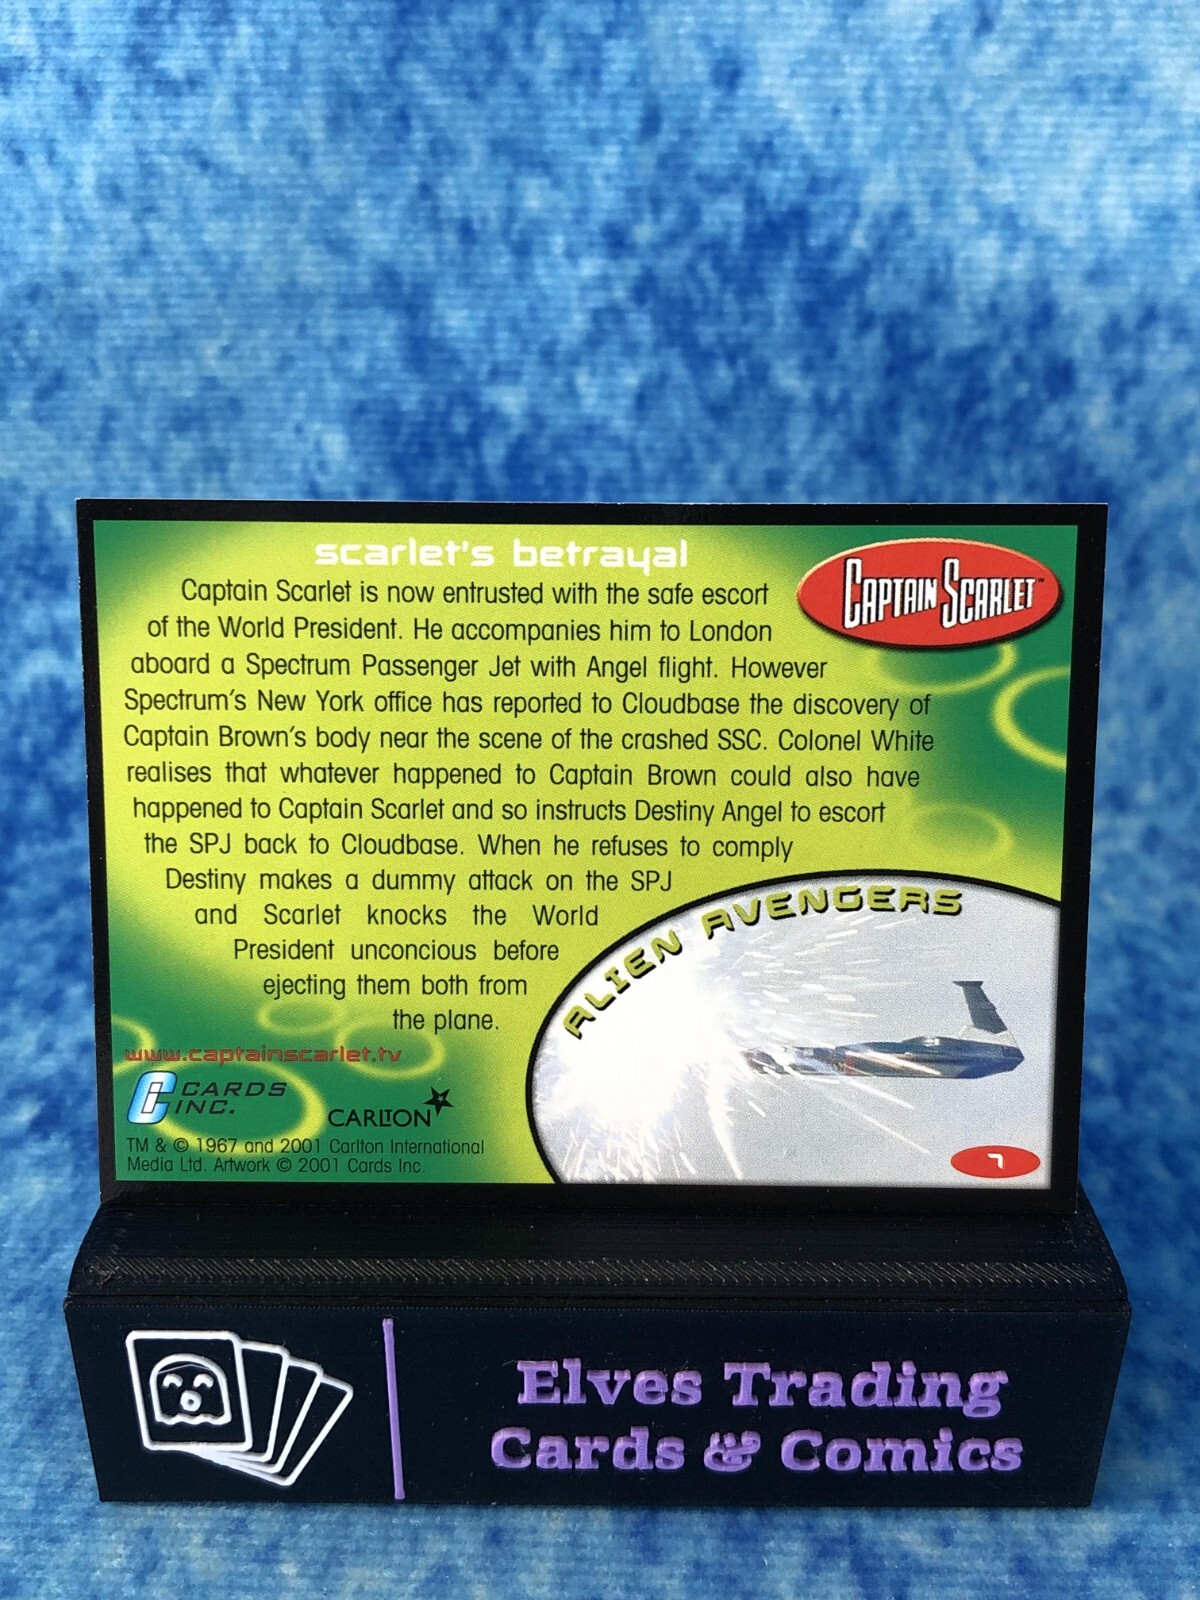 scarlet's betrayal
CAPTAIN SCARLET™
Captain Scarlet is now entrusted with the safe escort
of the World President. He accompanies him to London
aboard a Spectrum Passenger Jet with Angel flight. However
Spectrum's New York office has reported to Cloudbase the discovery of
Captain Brown's body near the scene of the crashed SSC. Colonel White
realises that whatever happened to Captain Brown could also have
happened to Captain Scarlet and so instructs Destiny Angel to escort
the SPJ back to Cloudbase. When he refuses to comply
Destiny makes a dummy attack on the SPJ
and Scarlet knocks the World
President unconcious before
ejecting them both from
the plane.
ALIEN AVENGERS
www.captainscarlet.tv
CARDS
INC.
CARLTON
TM & © 1967 and 2001 Carlton International
Media Ltd. Artwork © 2001 Cards Inc.
7
Elves Trading
Cards & Comics